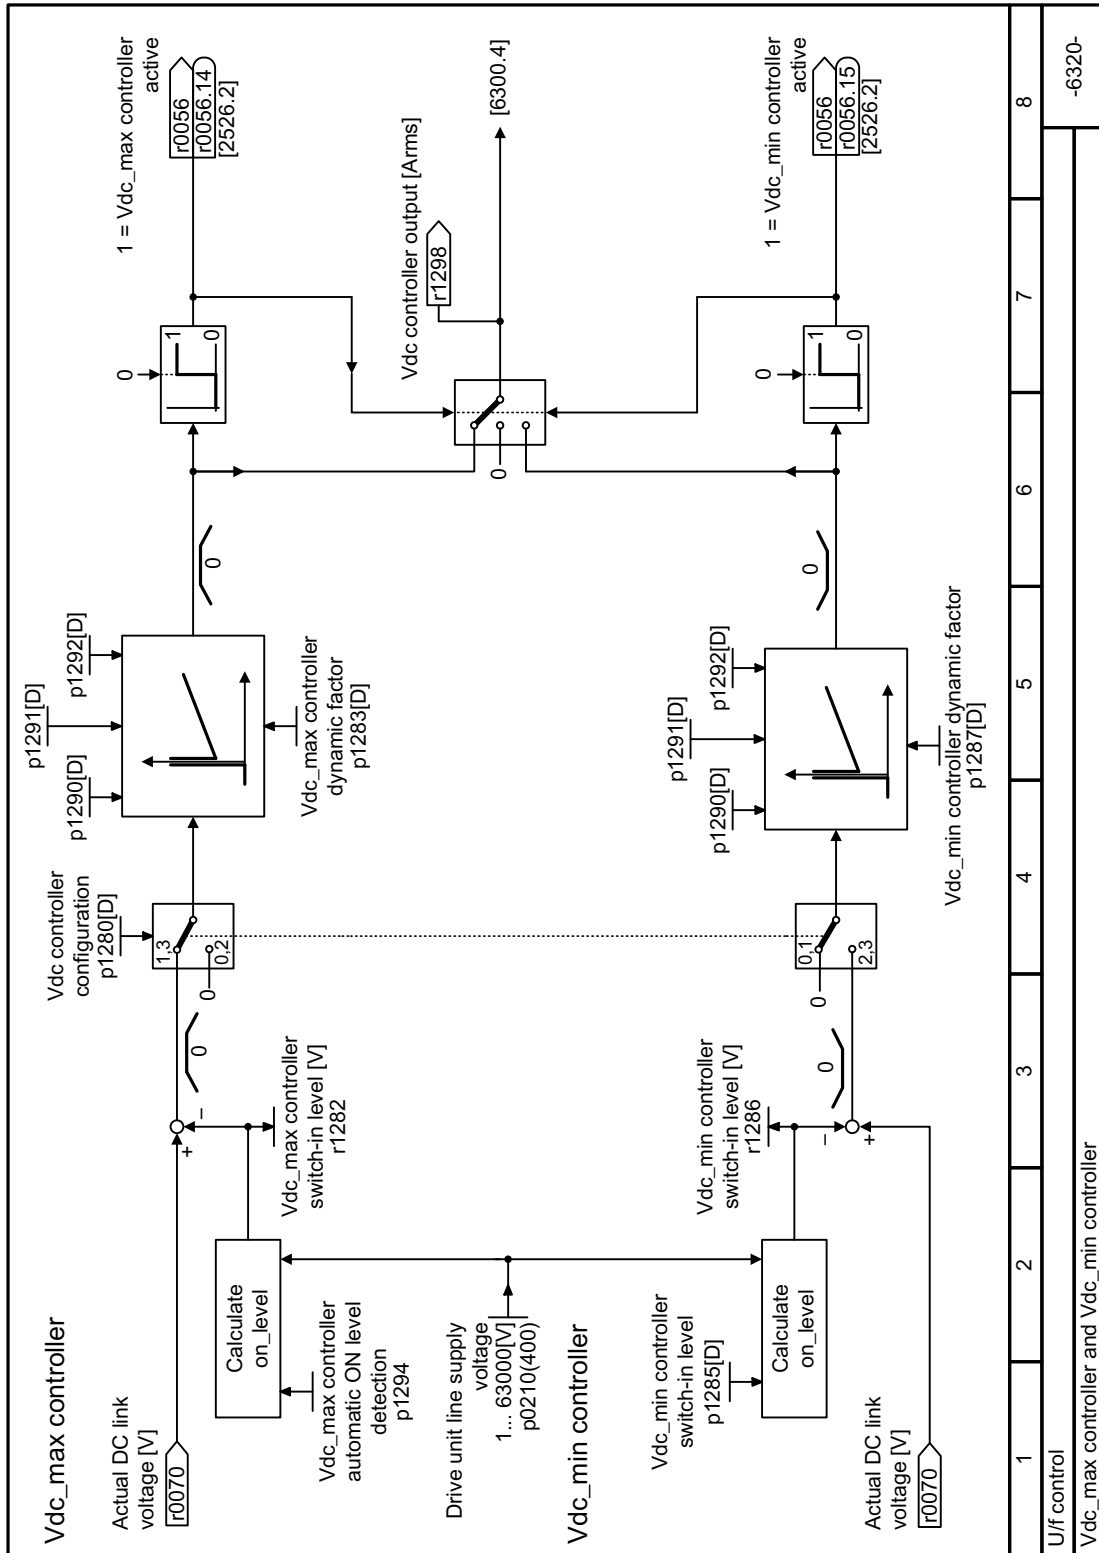 Vdc_max controller
Actual DC link
voltage [V]
r0070
+
–
Calculate
on_level
Vdc_max controller
automatic ON level
detection
p1294
Vdc_max controller
switch-in level [V]
r1282
0
Vdc controller
configuration
p1280[D]
1,3
0,2
0
p1290[D]
p1291[D]
p1292[D]
Vdc_max controller
dynamic factor
p1283[D]
0
0
1
0
1 = Vdc_max controller
active
r0056
r0056.14
[2526.2]
Drive unit line supply
voltage
1... 63000[V]
p0210(400)
0
Vdc controller output [Arms]
r1298
[6300.4]
Vdc_min controller
Vdc_min controller
switch-in level
p1285[D]
Calculate
on_level
Vdc_min controller
switch-in level [V]
r1286
–
+
0
Actual DC link
voltage [V]
r0070
0
0,1
2,3
p1290[D]
p1291[D]
p1292[D]
Vdc_min controller dynamic factor
p1287[D]
0
0
1
0
1 = Vdc_min controller
active
r0056
r0056.15
[2526.2]
1
2
3
4
5
6
7
8
U/f control
Vdc_max controller and Vdc_min controller
-6320-